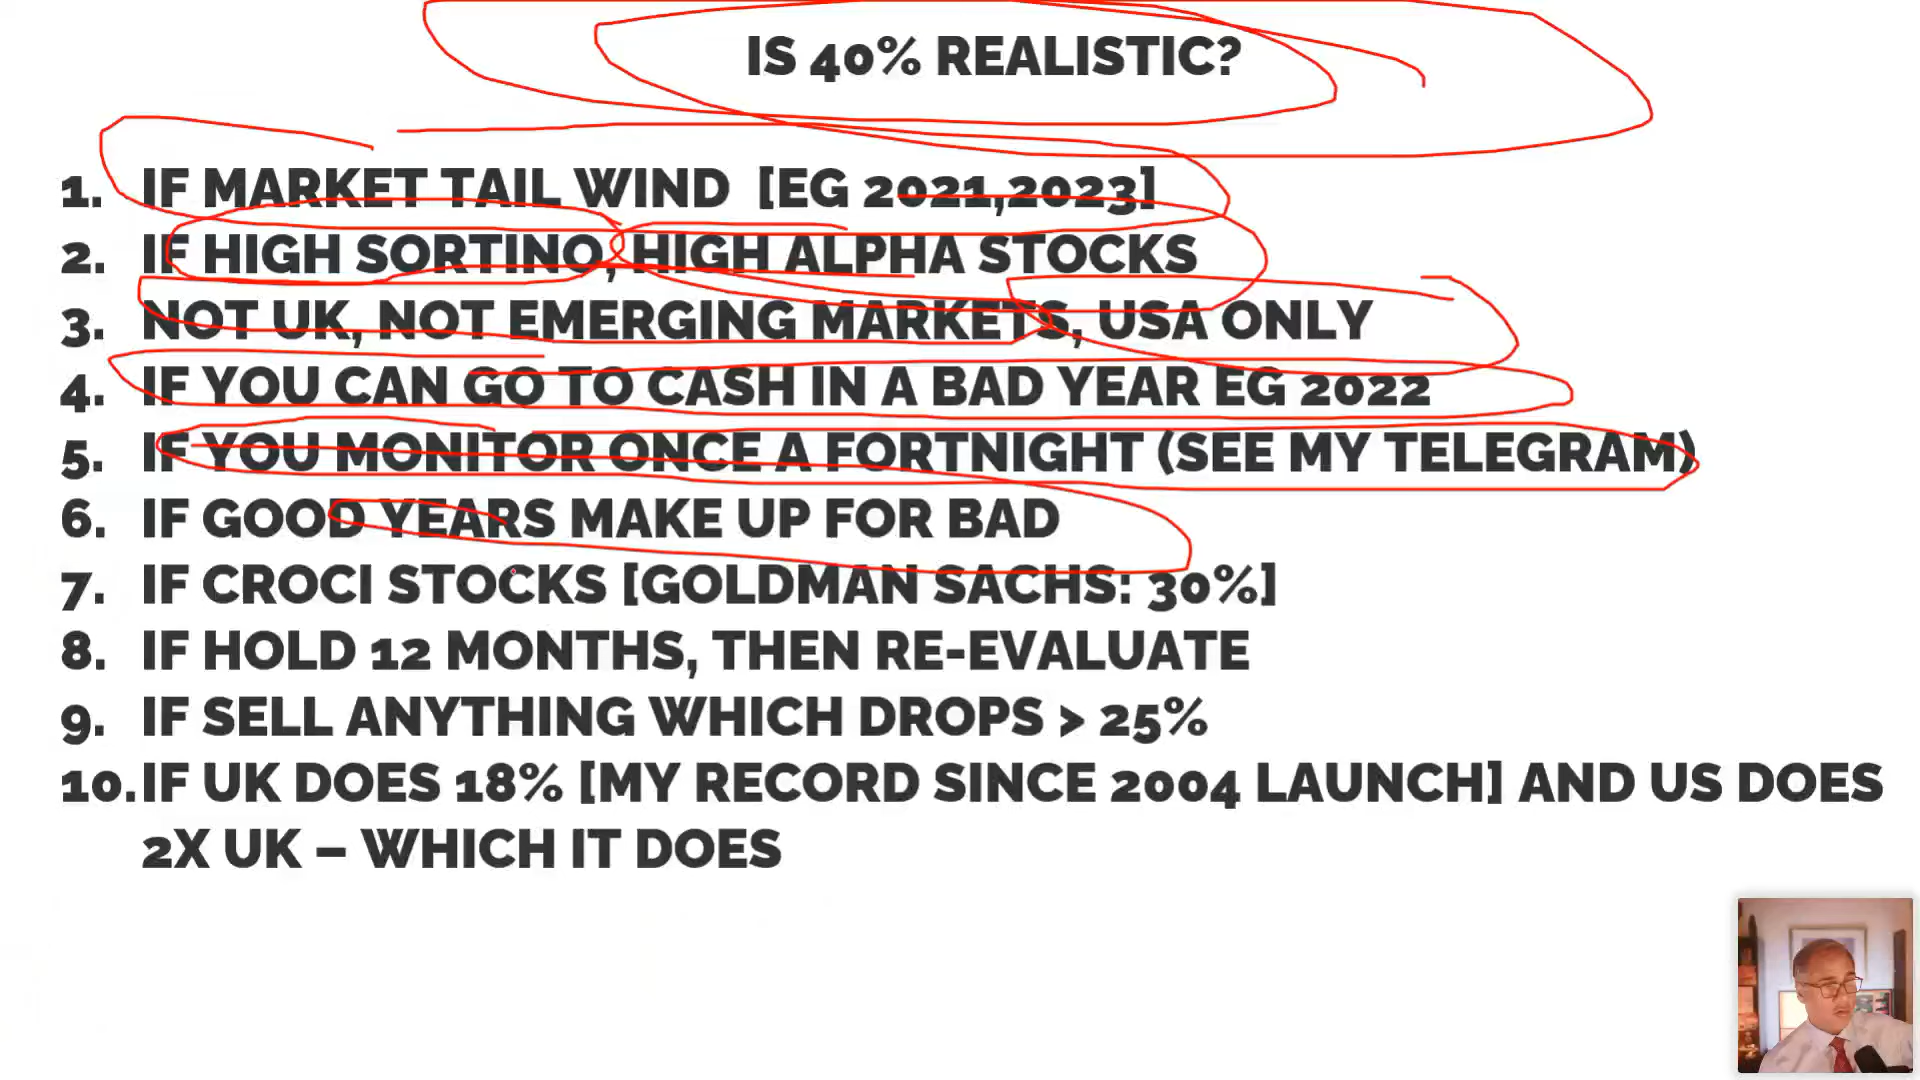 IS 40% REALISTIC?
1. IF MARKET TAIL WIND [EG 2021,2023]
2. IF HIGH SORTINO, HIGH ALPHA STOCKS
3. NOT UK, NOT EMERGING MARKETS, USA ONLY
4. IF YOU CAN GO TO CASH IN A BAD YEAR EG 2022
5. IF YOU MONITOR ONCE A FORTNIGHT (SEE MY TELEGRAM)
6. IF GOOD YEARS MAKE UP FOR BAD
7. IF CROCI STOCKS [GOLDMAN SACHS: 30%]
8. IF HOLD 12 MONTHS, THEN RE-EVALUATE
9. IF SELL ANYTHING WHICH DROPS > 25%
10. IF UK DOES 18% [MY RECORD SINCE 2004 LAUNCH] AND US DOES
2X UK – WHICH IT DOES